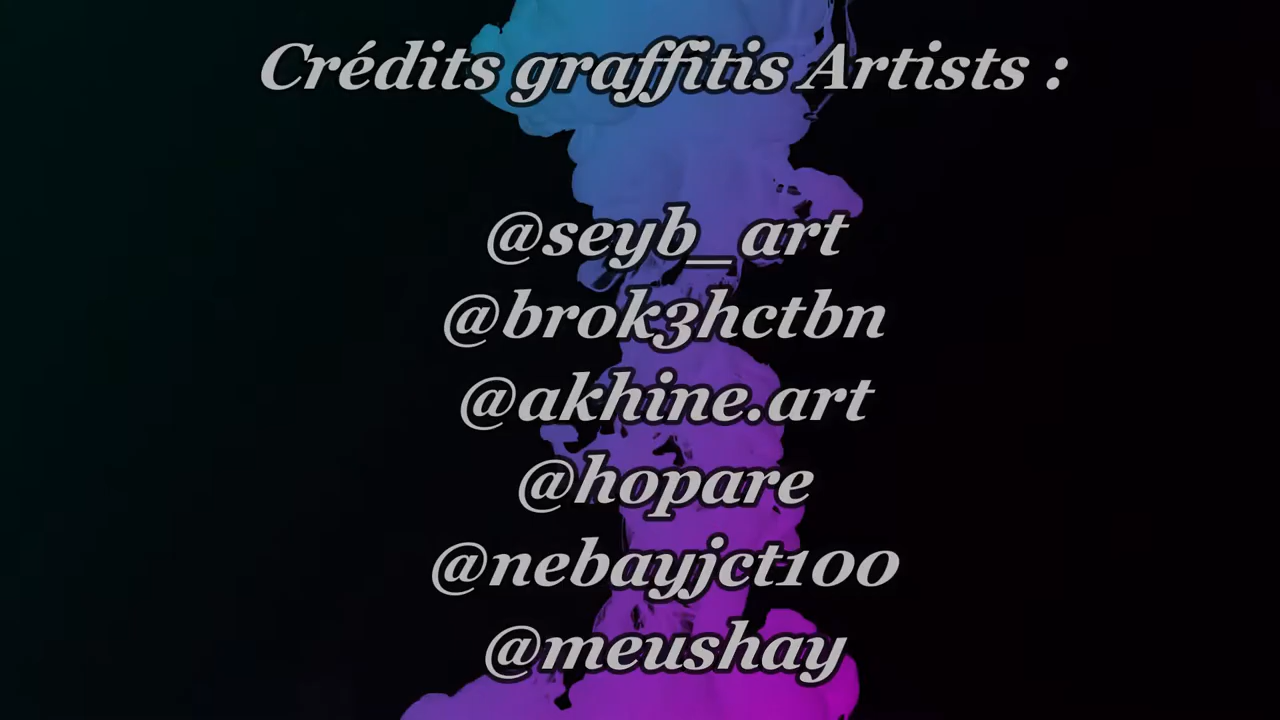 Crédits graffitis Artists :
@seyb_art
@brok3hctbn
@akhine.art
@hopare
@nebayjct100
@meushay